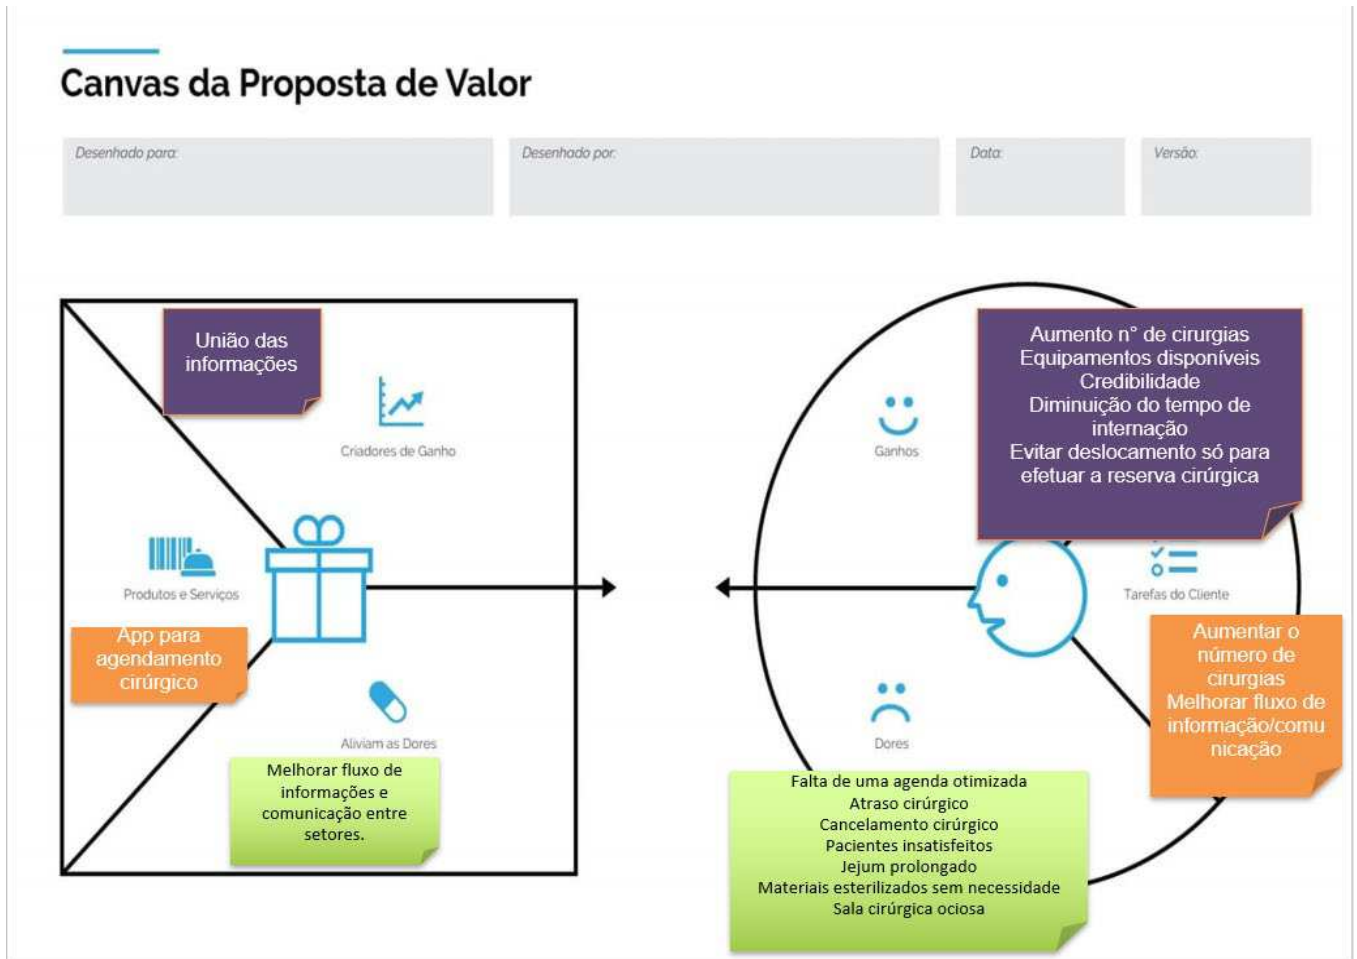 Canvas da Proposta de Valor
Desenhado para:
Desenhado por:
Data:
Versão:
União das
informações
Criadores de Ganho
Produtos e Serviços
App para
agendamento
cirúrgico
Aliviam as Dores
Melhorar fluxo de
informações e
comunicação entre
setores.
Aumento n° de cirurgias
Equipamentos disponíveis
Credibilidade
Diminuição do tempo de
internação
Evitar deslocamento só para
efetuar a reserva cirúrgica
Ganhos
Tarefas do Cliente
Aumentar o
número de
cirurgias
Melhorar fluxo de
informação/comu
nicação
Dores
Falta de uma agenda otimizada
Atraso cirúrgico
Cancelamento cirúrgico
Pacientes insatisfeitos
Jejum prolongado
Materiais esterilizados sem necessidade
Sala cirúrgica ociosa